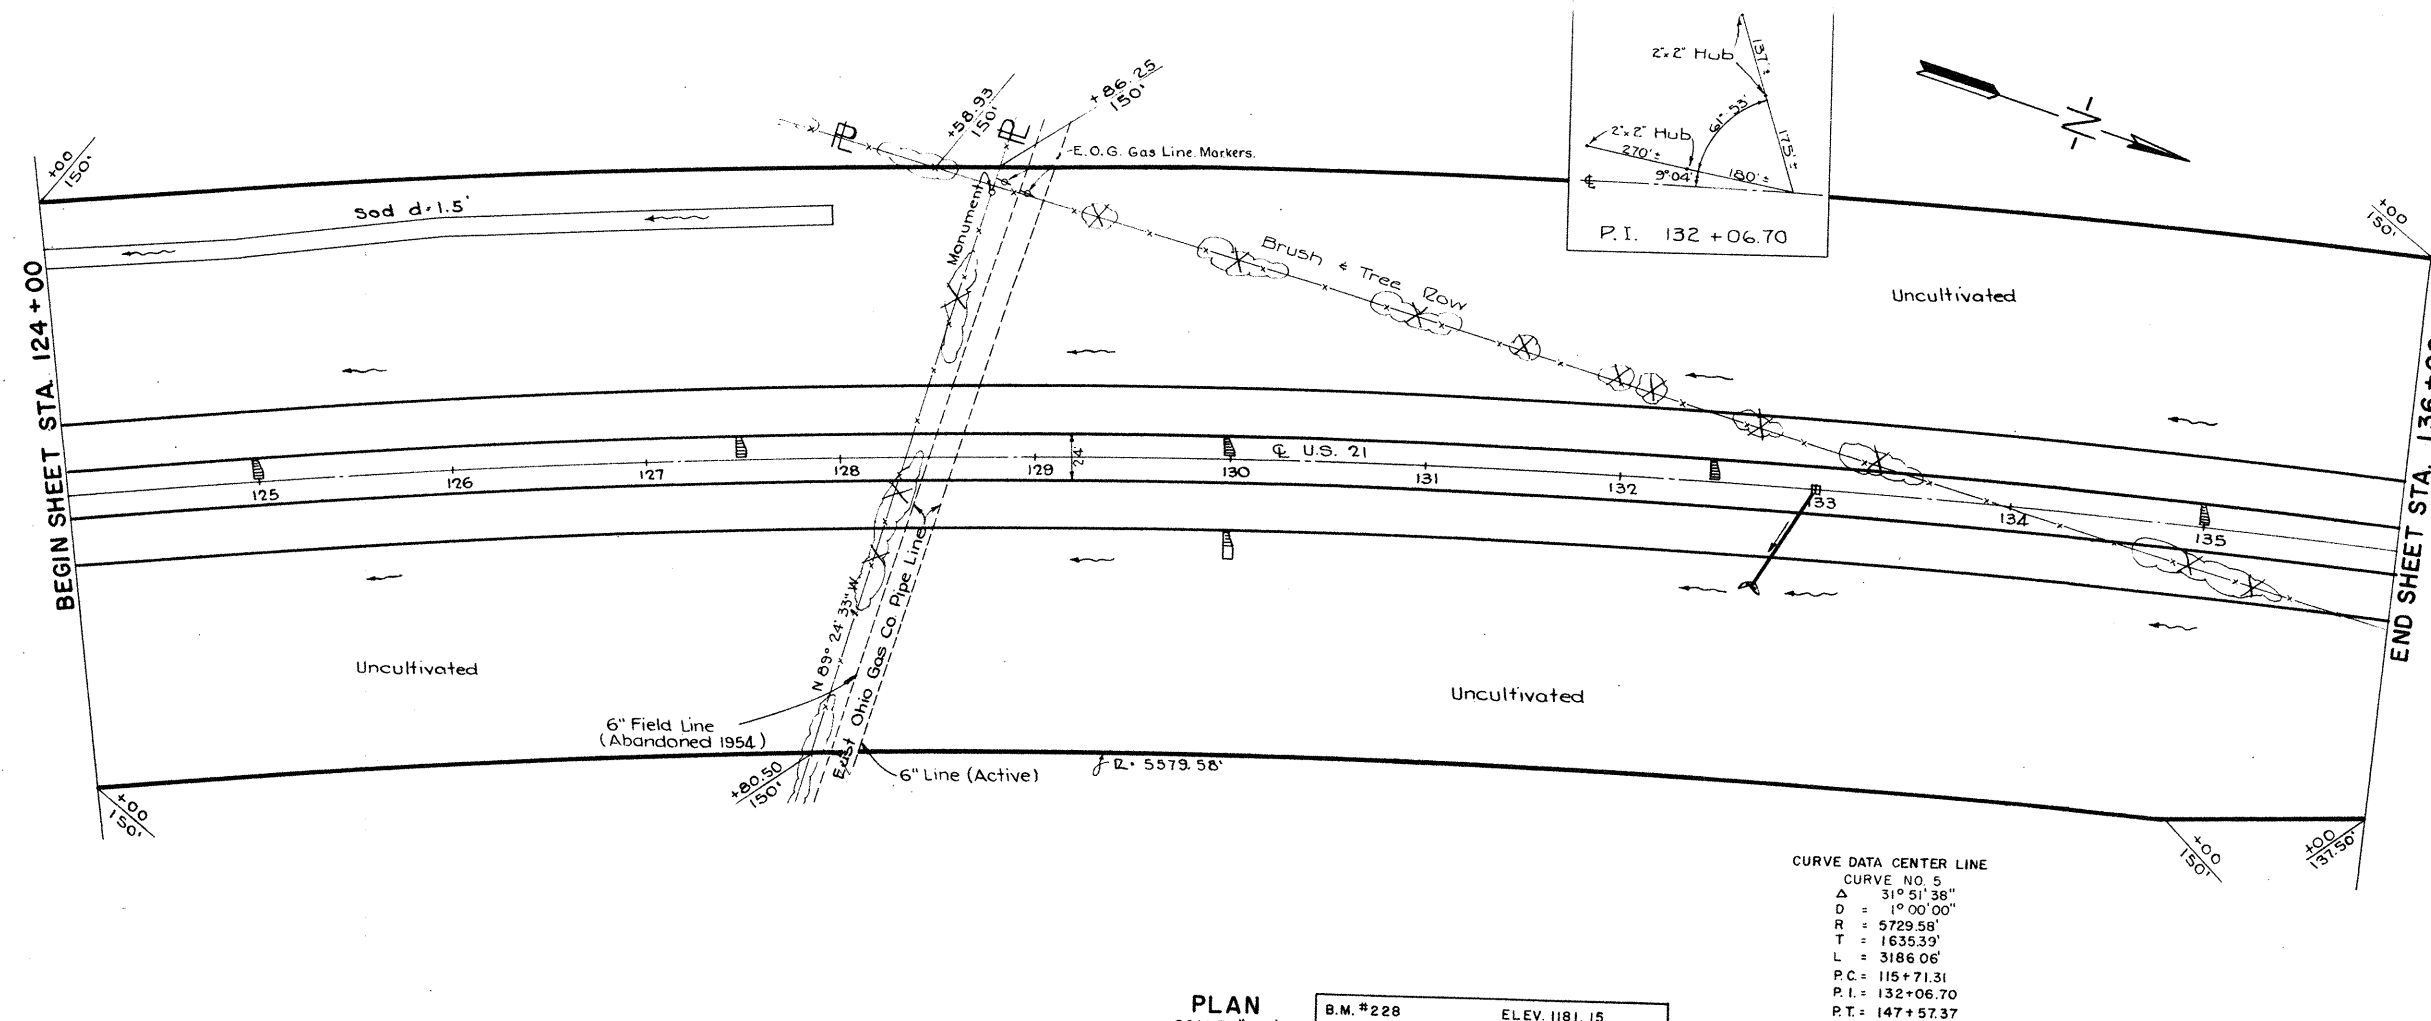 +00
150'
+58.93
150'
+86.25
150'
PL
PL
E.O.G. Gas Line Markers.
2"x2" Hub
137'±
61°-53'
175'±
2"x2" Hub
270'±
9°04'
180'±
℄
P.I. 132+06.70
N
+00
150'
Sod d=1.5'
Monument
Brush & Tree Row
Uncultivated
BEGIN SHEET STA. 124+00
END SHEET STA. 136+00
24'
℄ U.S. 21
125
126
127
128
129
130
131
132
133
134
135
N 89° 24' 33" W
East Ohio Gas Co Pipe Line
Uncultivated
Uncultivated
6" Field Line
(Abandoned 1954)
+80.50
150'
6" Line (Active)
R= 5579.58'
+00
150'
+00
150'
+00
137.50'
CURVE DATA CENTER LINE
CURVE NO. 5
Δ 31° 51' 38"
D = 1° 00' 00"
R = 5729.58'
T = 1635.39'
L = 3186.06'
P.C. = 115+71.31
P.I. = 132+06.70
P.T. = 147+57.37
PLAN
B.M. #228 ELEV. 1181.15